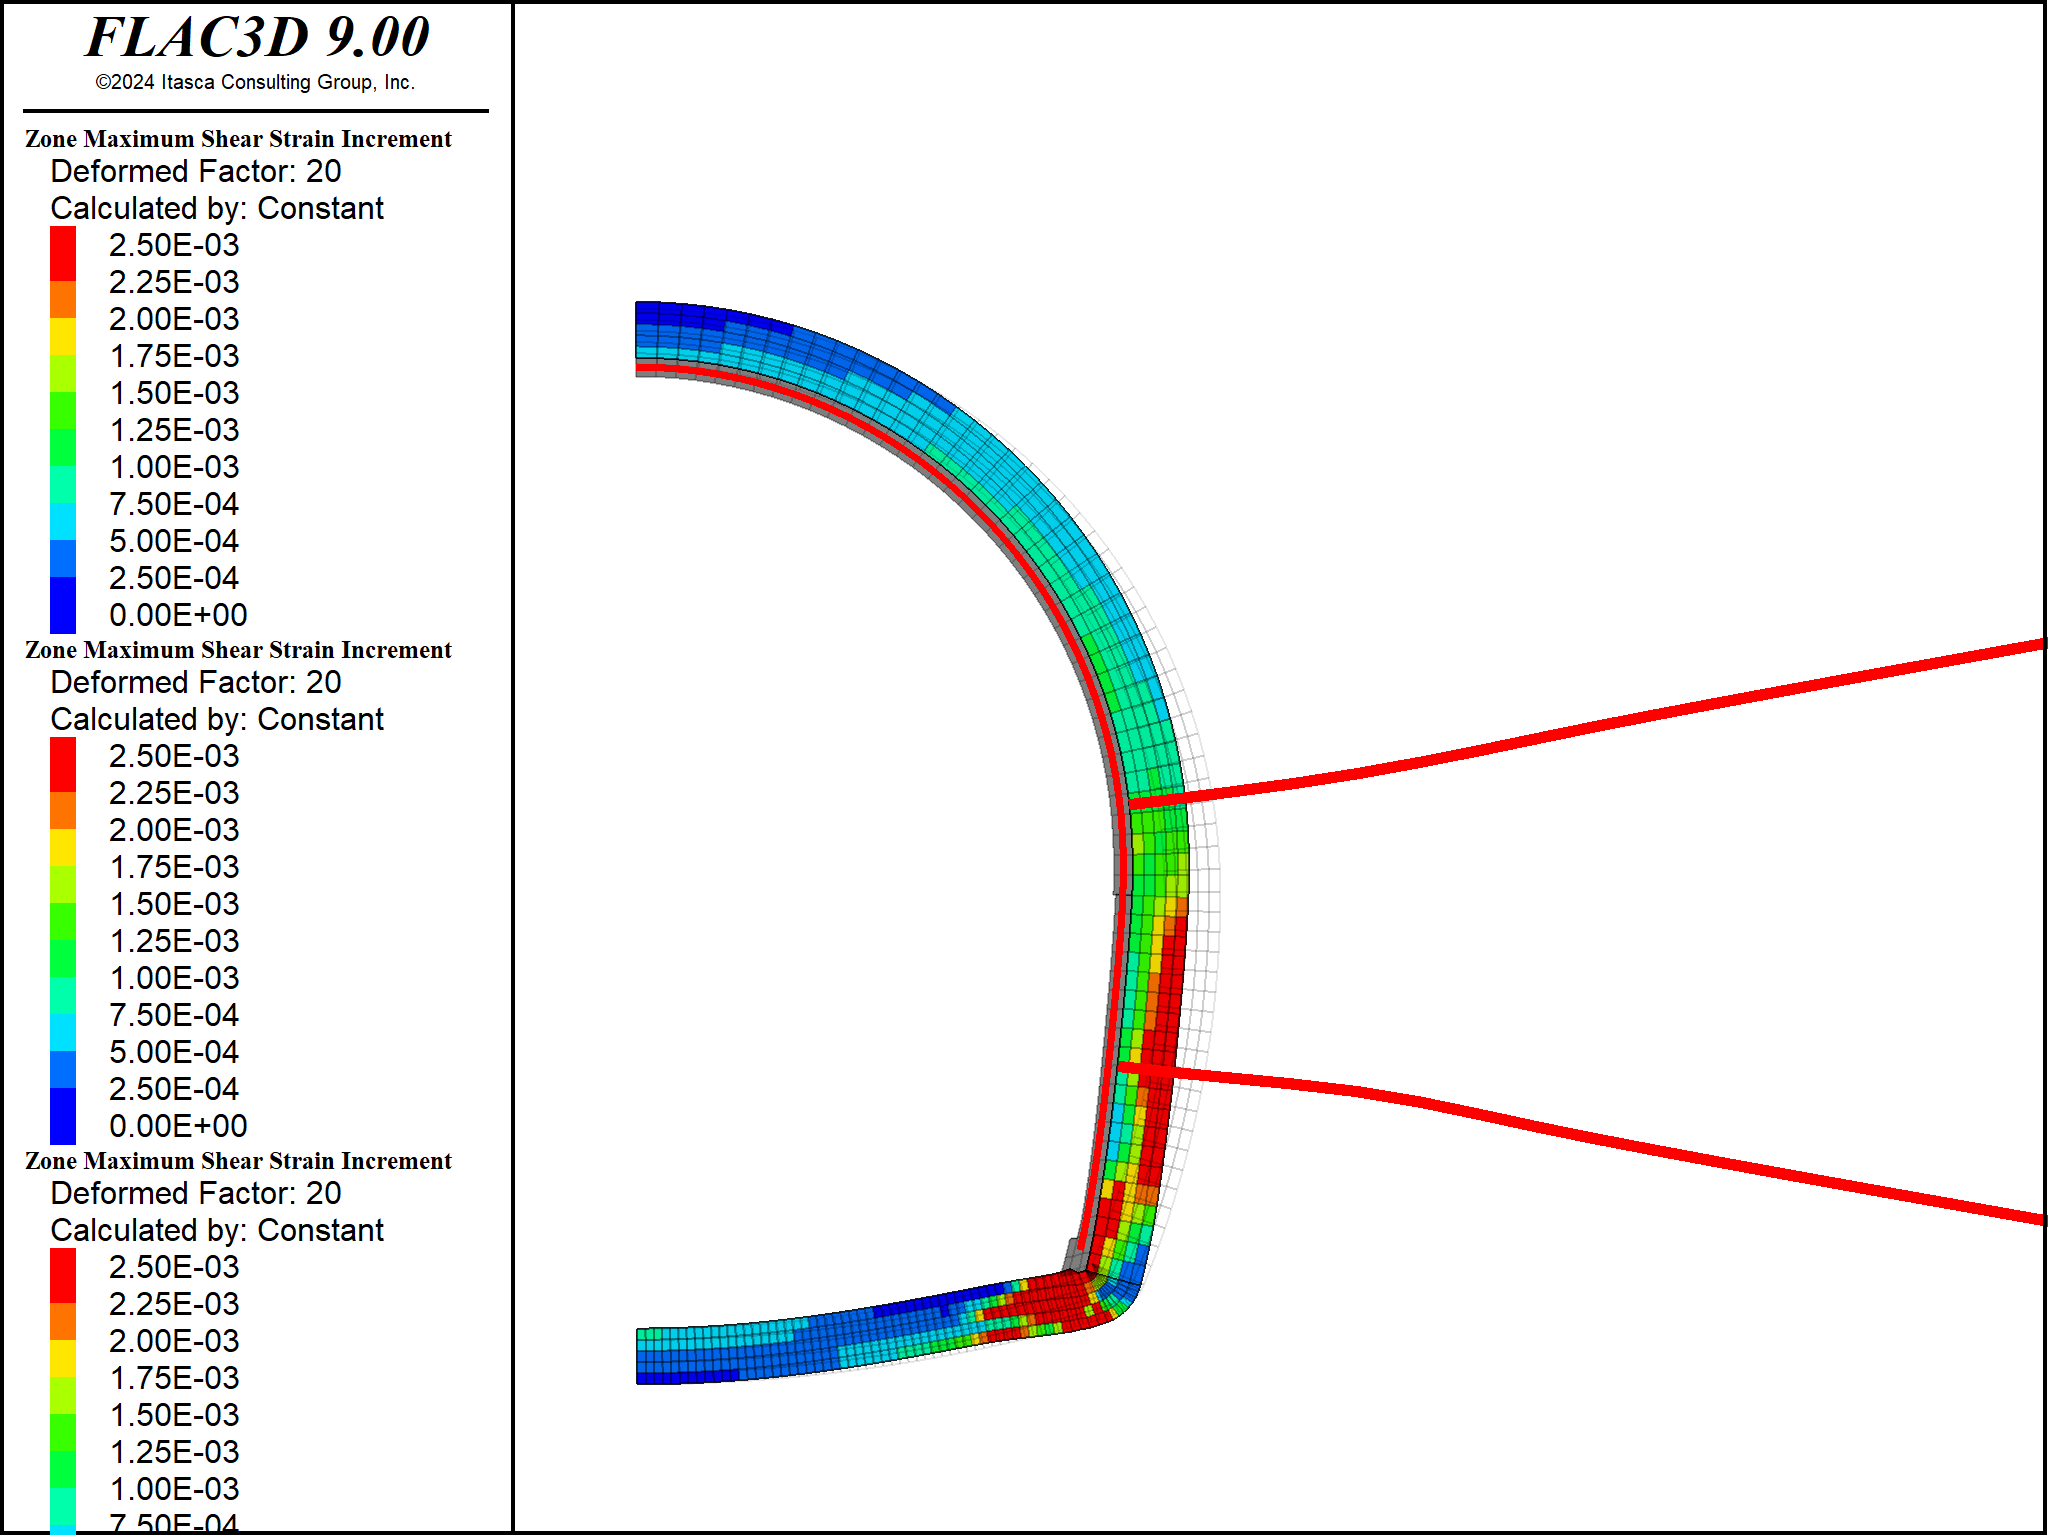 FLAC3D 9.00
©2024 Itasca Consulting Group, Inc.
Zone Maximum Shear Strain Increment
Deformed Factor: 20
Calculated by: Constant
2.50E-03
2.25E-03
2.00E-03
1.75E-03
1.50E-03
1.25E-03
1.00E-03
7.50E-04
5.00E-04
2.50E-04
0.00E+00
Zone Maximum Shear Strain Increment
Deformed Factor: 20
Calculated by: Constant
2.50E-03
2.25E-03
2.00E-03
1.75E-03
1.50E-03
1.25E-03
1.00E-03
7.50E-04
5.00E-04
2.50E-04
0.00E+00
Zone Maximum Shear Strain Increment
Deformed Factor: 20
Calculated by: Constant
2.50E-03
2.25E-03
2.00E-03
1.75E-03
1.50E-03
1.25E-03
1.00E-03
7.50E-04